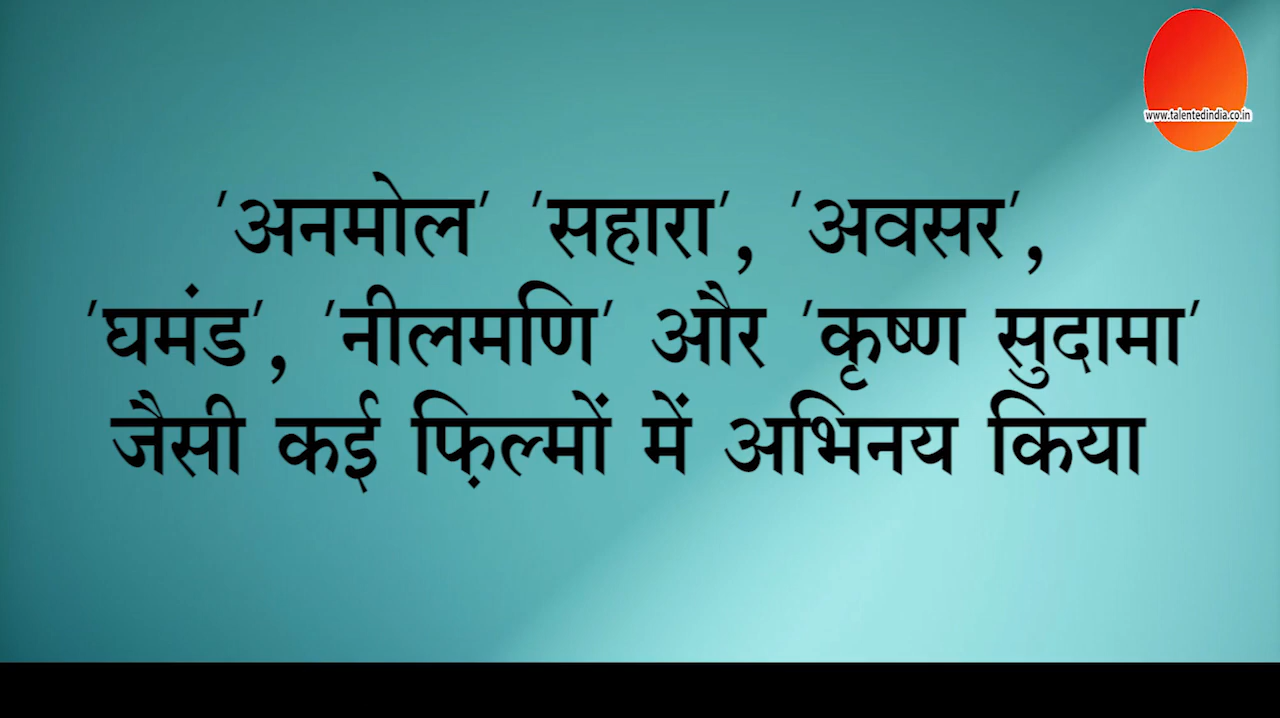 www.talentedindia.co.in
'अनमोल' 'सहारा', 'अवसर',
'घमंड', 'नीलमणि' और 'कृष्ण सुदामा'
जैसी कई फ़िल्मों में अभिनय किया